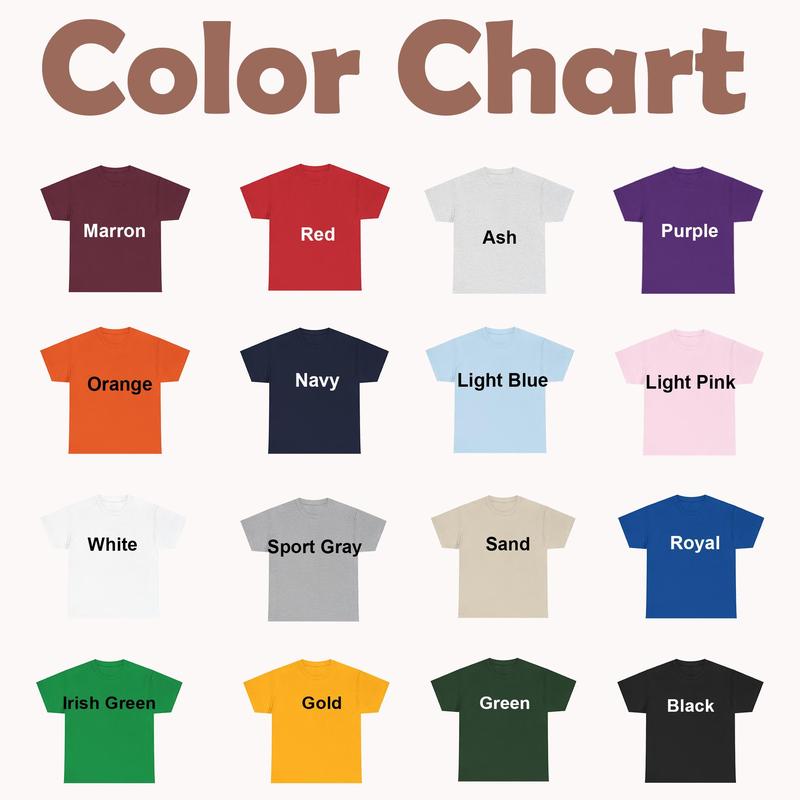 Color Chart
Marron
Red
Ash
Purple
Orange
Navy
Light Blue
Light Pink
White
Sport Gray
Sand
Royal
Irish Green
Gold
Green
Black